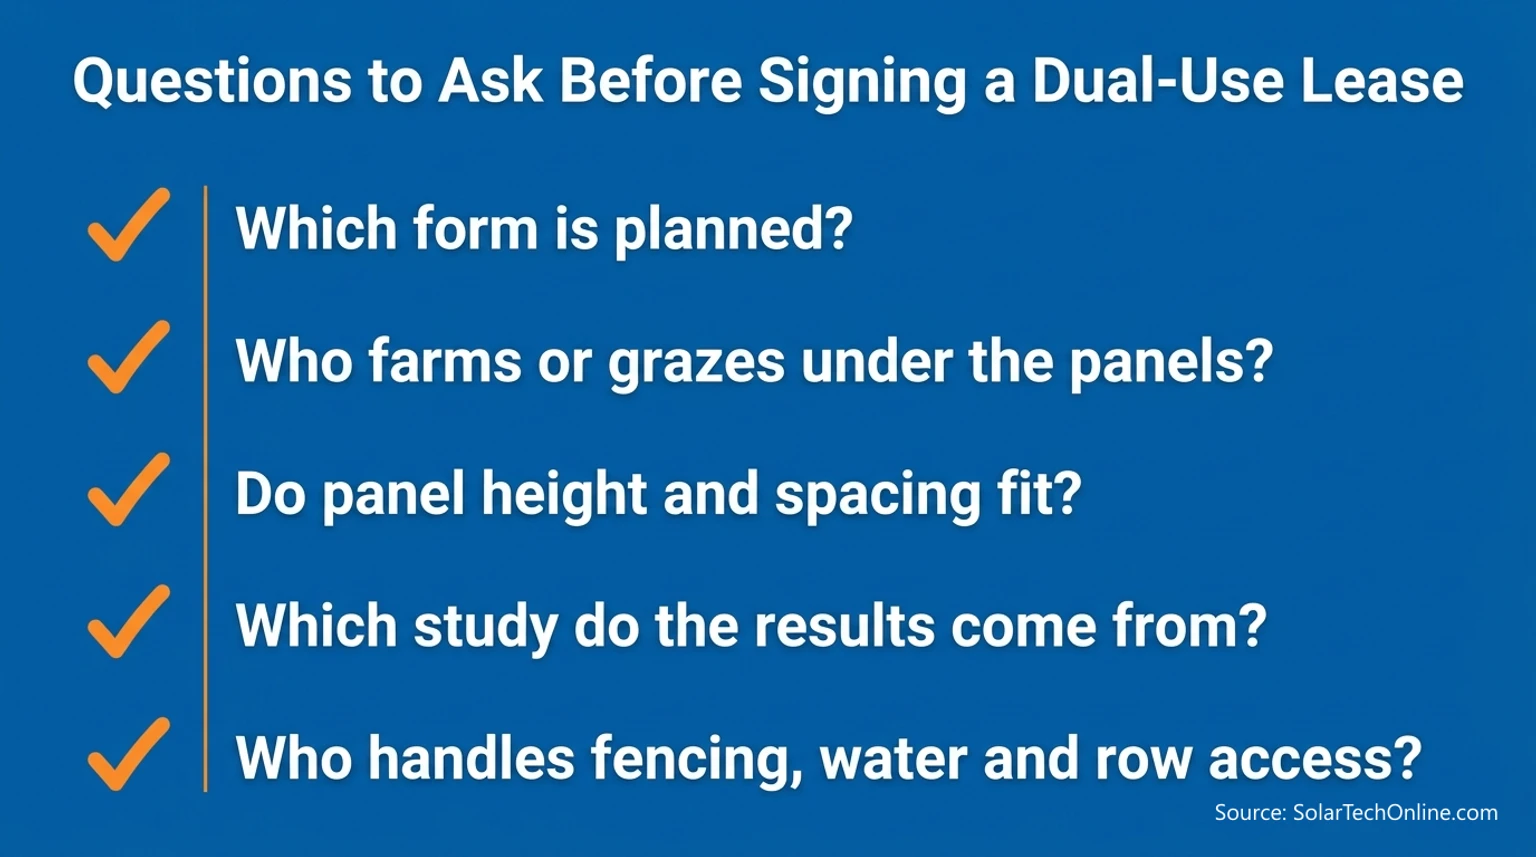 Questions to Ask Before Signing a Dual-Use Lease
Which form is planned?
Who farms or grazes under the panels?
Do panel height and spacing fit?
Which study do the results come from?
Who handles fencing, water and row access?
Source: SolarTechOnline.com